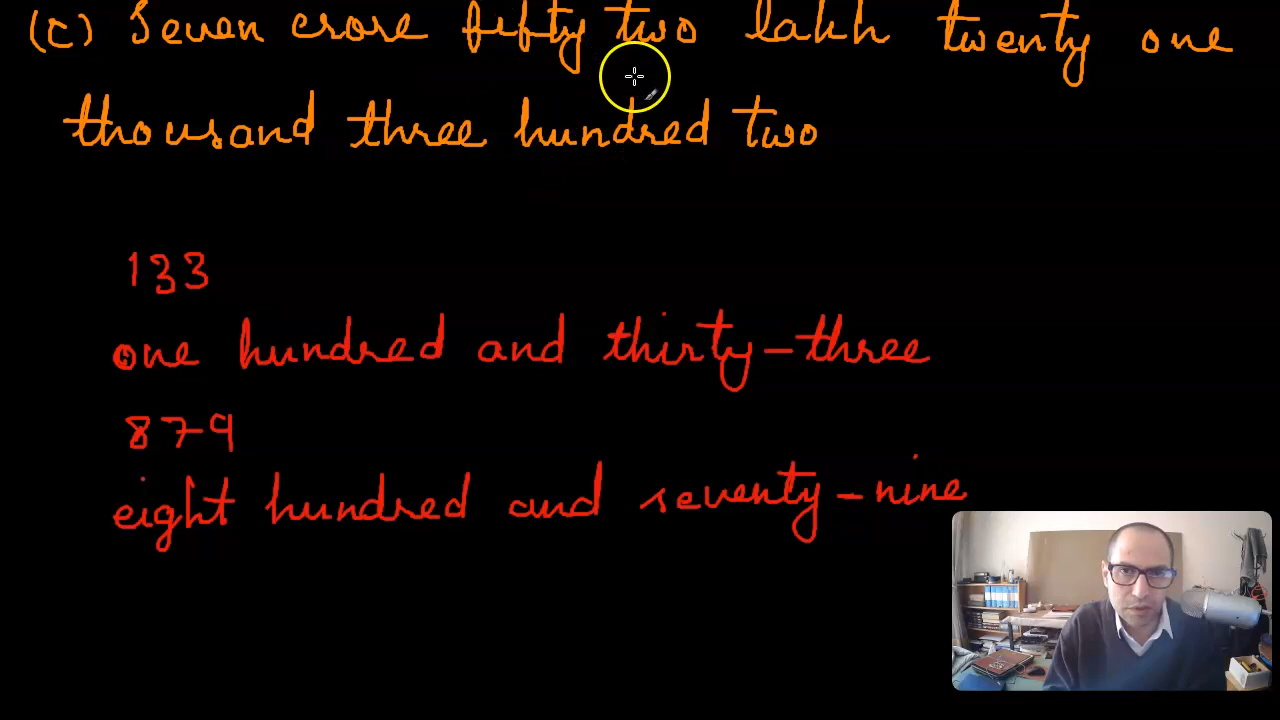 (C) Seven crore fifty two lakh twenty one
thousand three hundred two
133
one hundred and thirty-three
879
eight hundred and seventy-nine